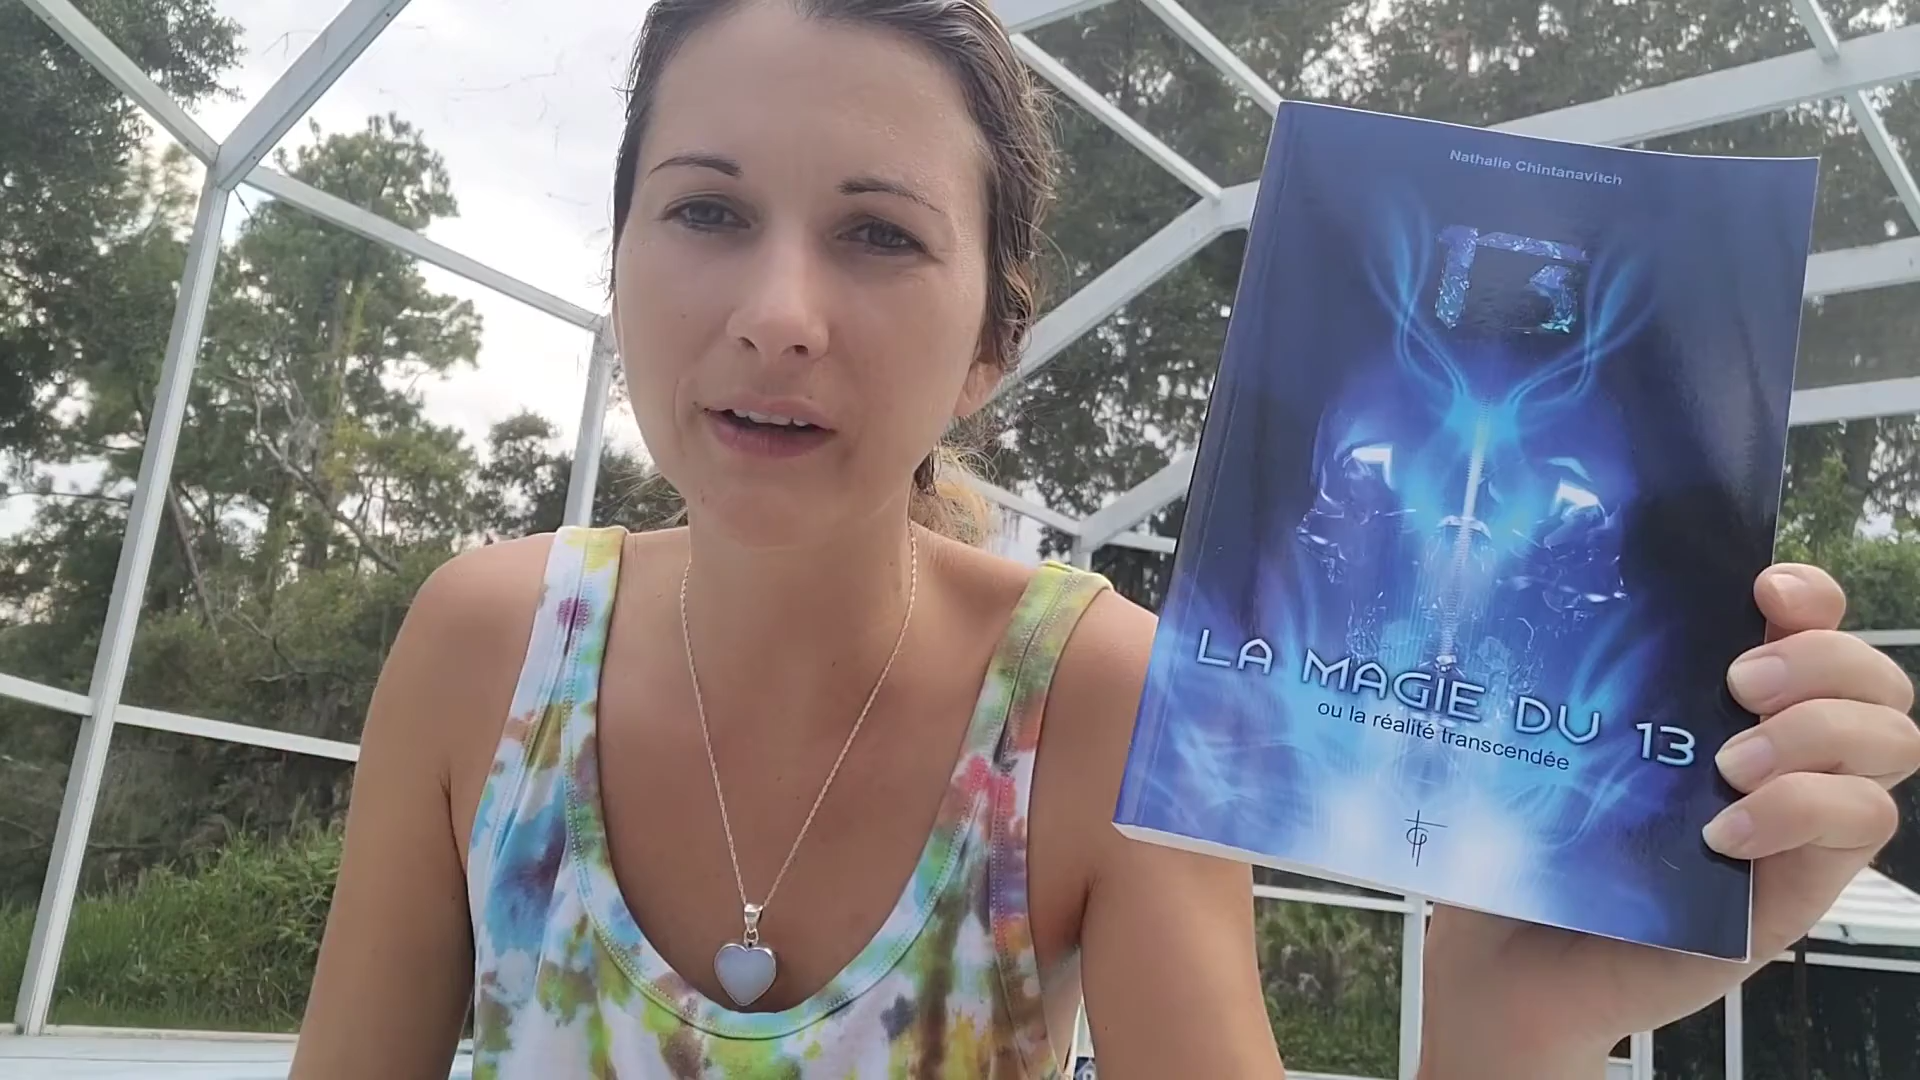 Nathalie Chintanavitch
13
LA MAGIE DU 13
ou la réalité transcendée